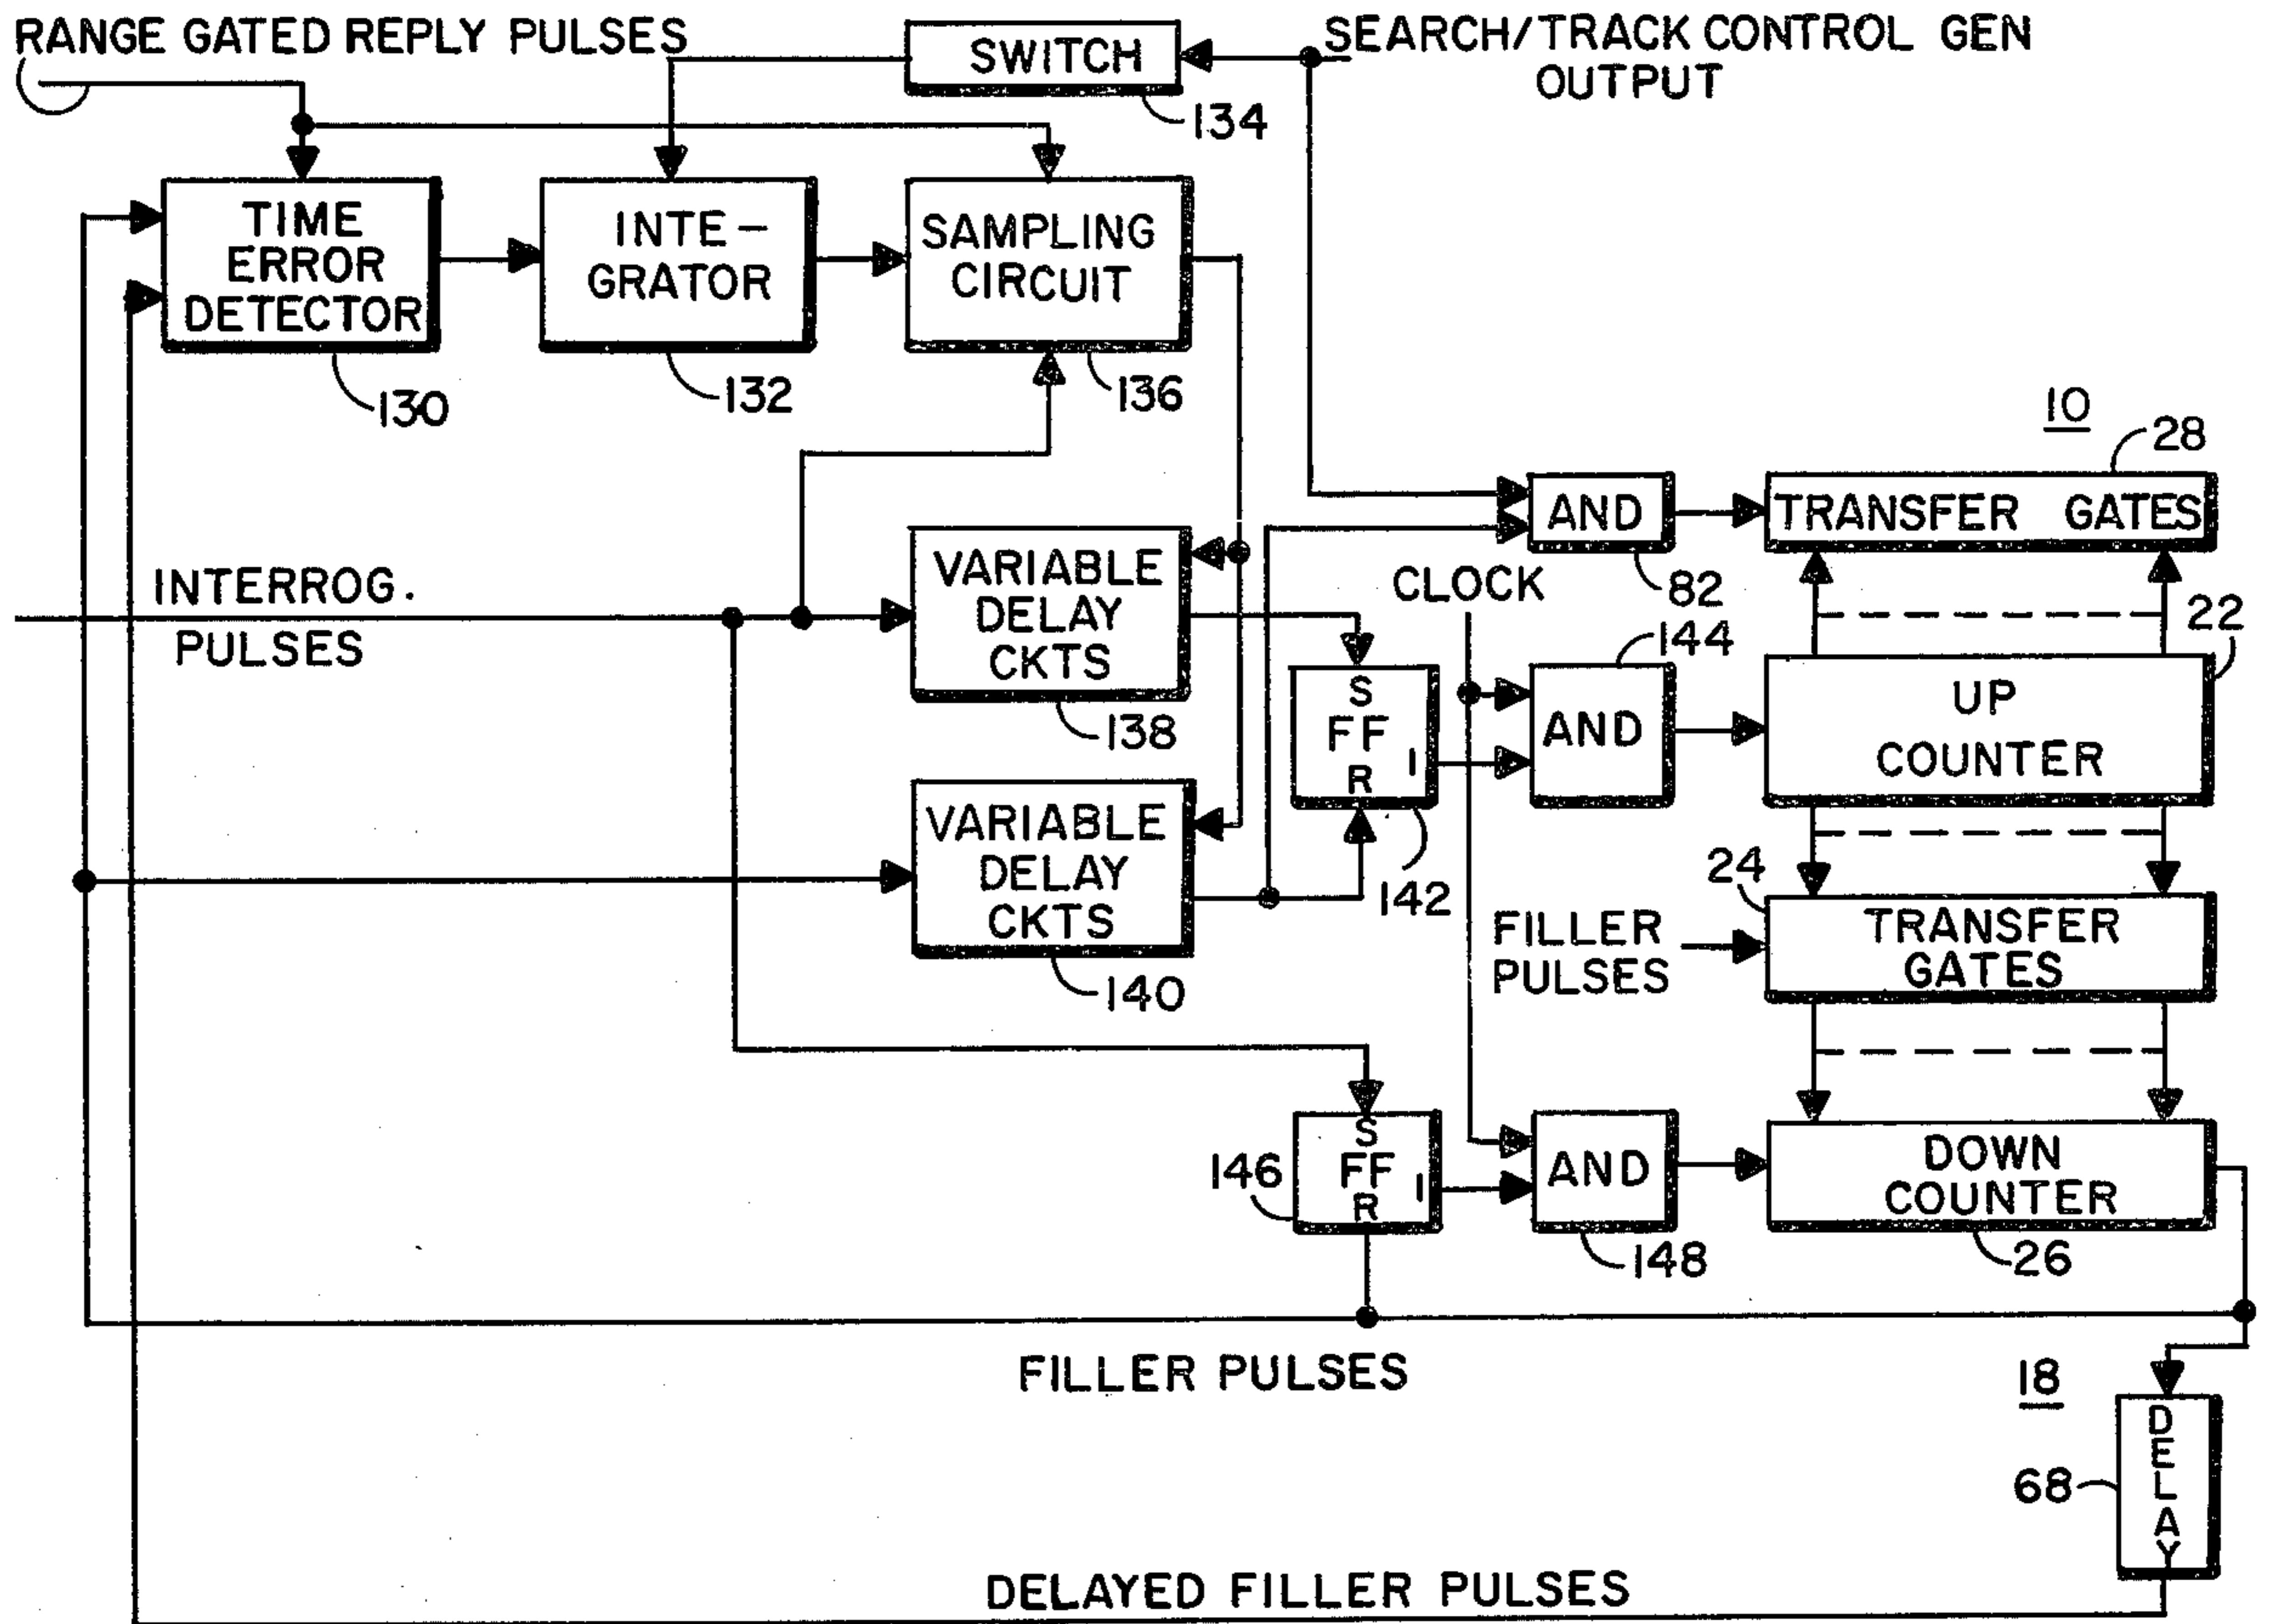 RANGE GATED REPLY PULSES
SWITCH
SEARCH/TRACK CONTROL GEN
OUTPUT
134
TIME
ERROR
DETECTOR
130
INTE-
GRATOR
132
SAMPLING
CIRCUIT
136
10
28
AND
82
TRANSFER GATES
INTERROG.
PULSES
VARIABLE
DELAY
CKTS
138
CLOCK
144
22
S
FF
R 1
142
AND
UP
COUNTER
VARIABLE
DELAY
CKTS
140
24
FILLER
PULSES
TRANSFER
GATES
146
S
FF
R 1
AND
148
DOWN
COUNTER
26
FILLER PULSES
18
68
DELAY
DELAYED FILLER PULSES